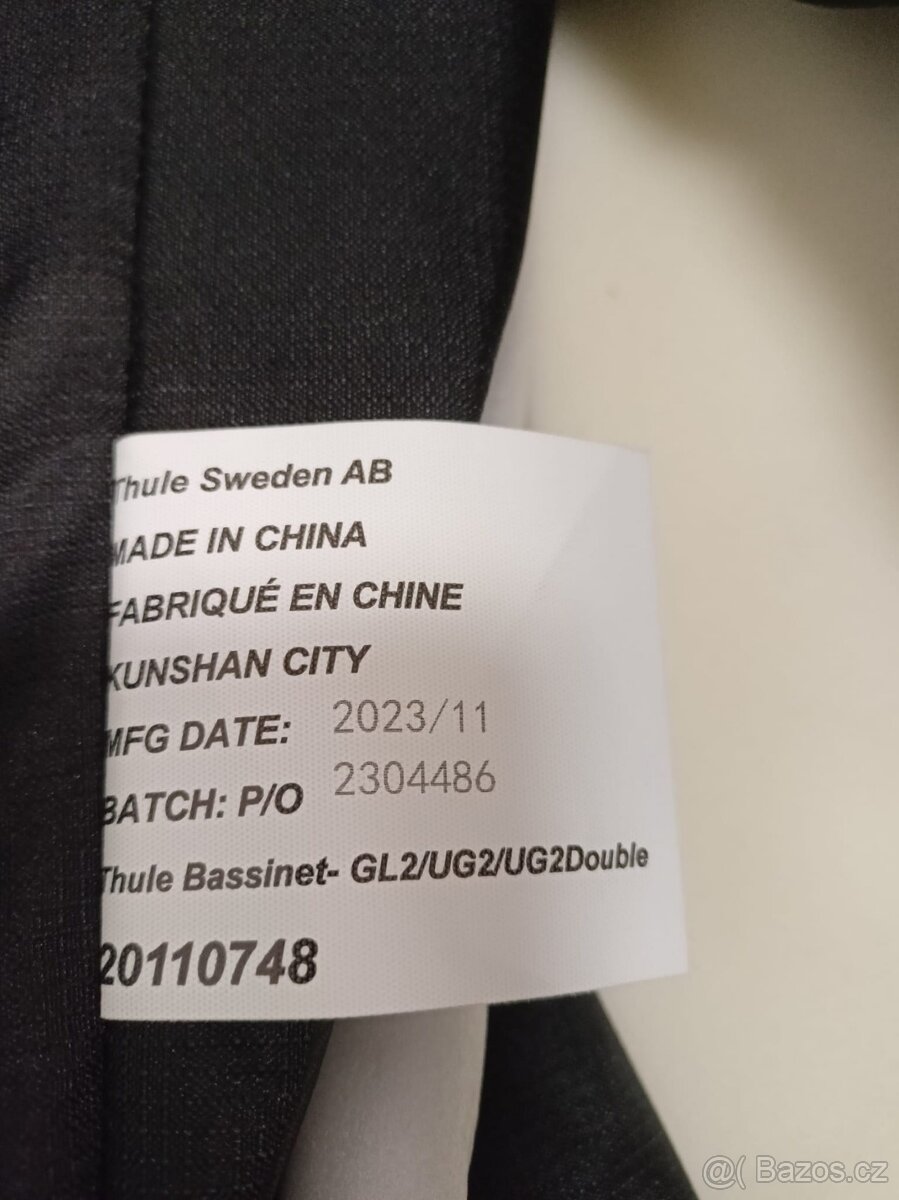 Thule Sweden AB
MADE IN CHINA
FABRIQUÉ EN CHINE
KUNSHAN CITY
MFG DATE: 2023/11
BATCH: P/O 2304486
Thule Bassinet- GL2/UG2/UG2Double
20110748
@( Bazos.cz